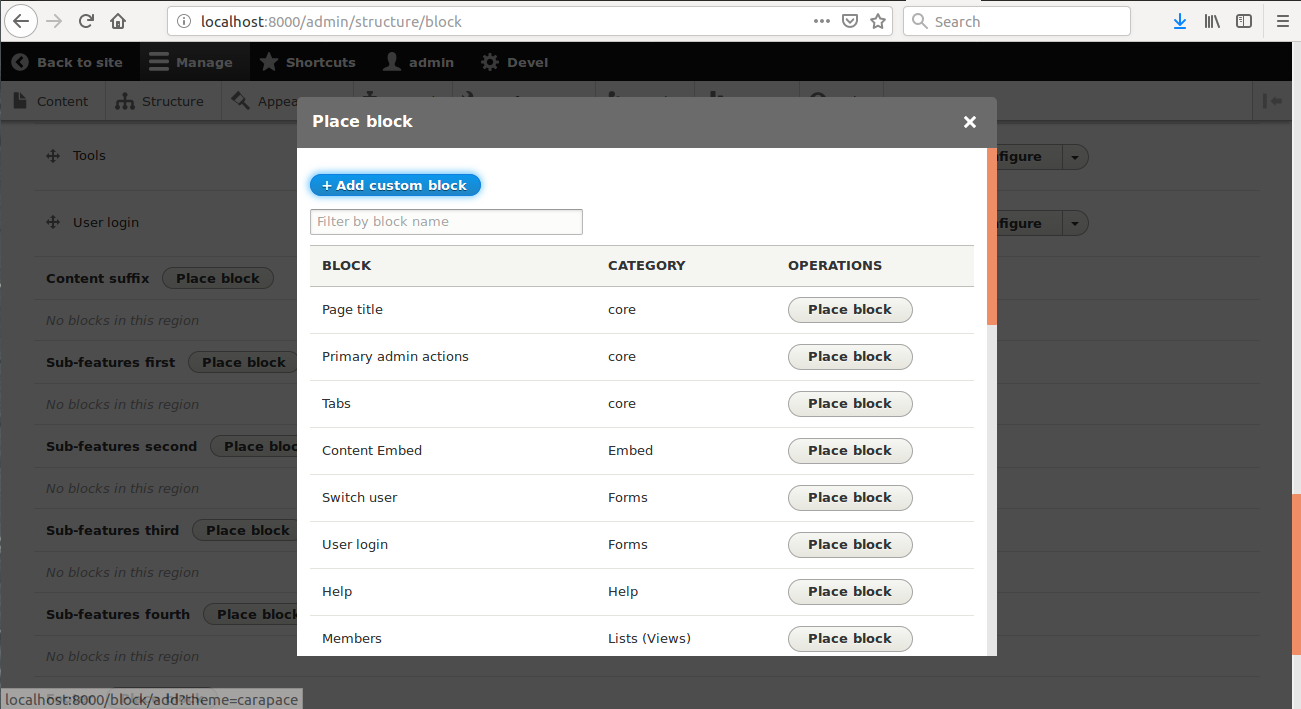 localhost:8000/admin/structure/block
Search
Back to site Manage Shortcuts admin Devel
Content Structure
Place block
Tools
+ Add custom block
Filter by block name
User login
BLOCK CATEGORY OPERATIONS
Content suffix Place block
Page title core Place block
No blocks in this region
Primary admin actions core Place block
Sub-features first Place block
Tabs core Place block
No blocks in this region
Content Embed Embed Place block
Sub-features second Place block
Switch user Forms Place block
No blocks in this region
Sub-features third Place block
User login Forms Place block
No blocks in this region
Help Help Place block
Sub-features fourth Place block
Members Lists (Views) Place block
No blocks in this region
localhost:8000/block/add?theme=carapace